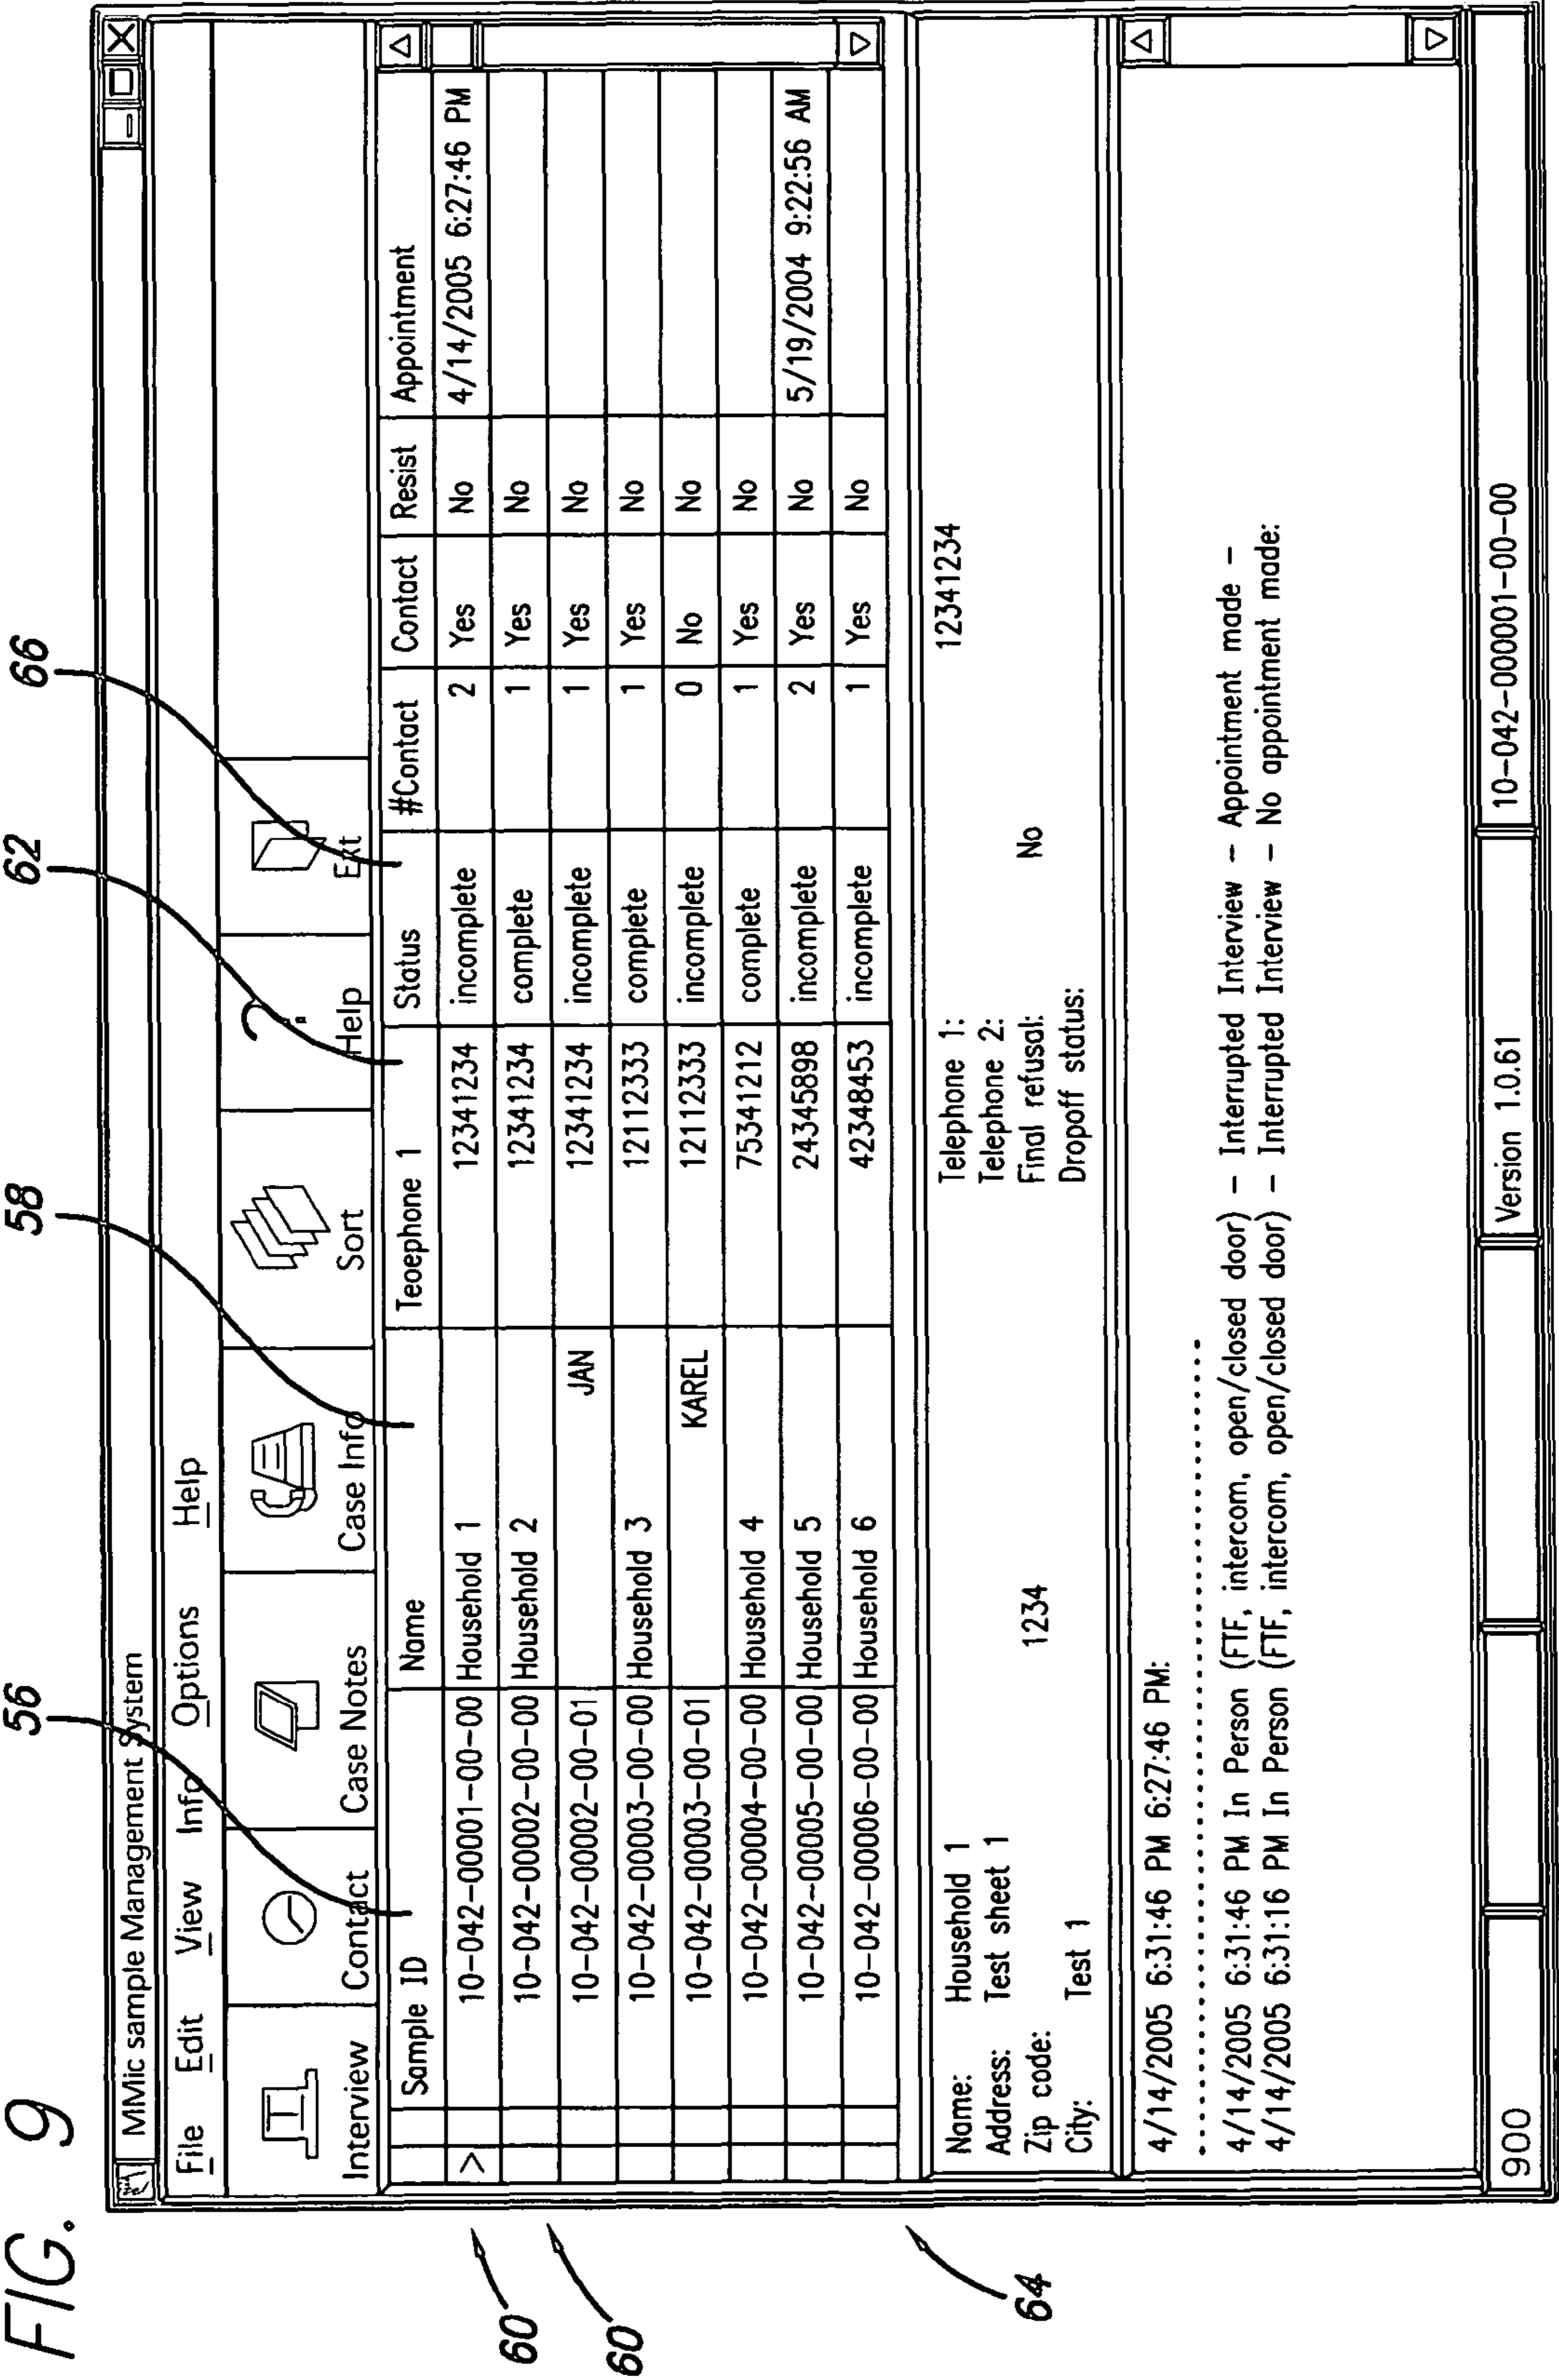 FIG. 9
56 58 62 66
MMic sample Management System
File Edit View Info Options Help
Interview Contact Case Notes Case Info Sort Help Ext
Sample ID Name Teoephone 1 Status #Contact Contact Resist Appointment
> 10-042-00001-00-00 Household 1 12341234 incomplete 2 Yes No 4/14/2005 6:27:46 PM
10-042-00002-00-00 Household 2 12341234 complete 1 Yes No
10-042-00002-00-01 JAN 12341234 incomplete 1 Yes No
10-042-00003-00-00 Household 3 12112333 complete 1 Yes No
10-042-00003-00-01 KAREL 12112333 incomplete 0 No No
10-042-00004-00-00 Household 4 75341212 complete 1 Yes No
10-042-00005-00-00 Household 5 24345898 incomplete 2 Yes No 5/19/2004 9:22:56 AM
10-042-00006-00-00 Household 6 42348453 incomplete 1 Yes No
60
60
64
Name: Household 1 Telephone 1: 12341234
Address: Test sheet 1 Telephone 2:
Zip code: 1234 Final refusal: No
City: Test 1 Dropoff status:
4/14/2005 6:31:46 PM 6:27:46 PM:
4/14/2005 6:31:46 PM In Person (FTF, intercom, open/closed door) – Interrupted Interview – Appointment made –
4/14/2005 6:31:16 PM In Person (FTF, intercom, open/closed door) – Interrupted Interview – No appointment made:
900 Version 1.0.61 10-042-000001-00-00